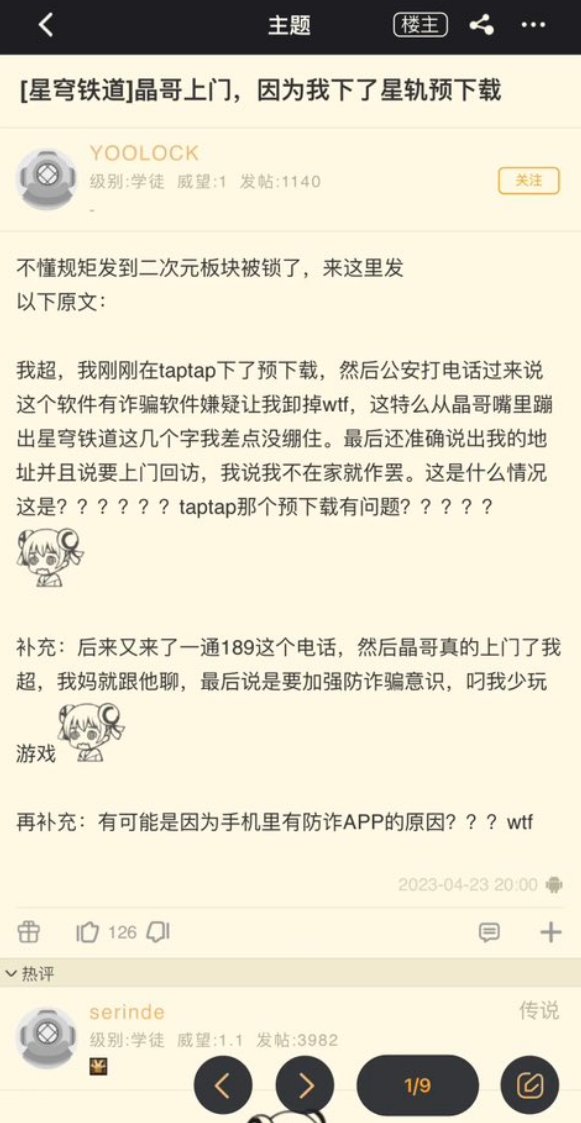 主题
楼主
[星穹铁道]晶哥上门，因为我下了星轨预下载
YOOLOCK
级别:学徒 威望:1 发帖:1140
关注
-
不懂规矩发到二次元板块被锁了，来这里发
以下原文：
我超，我刚刚在taptap下了预下载，然后公安打电话过来说
这个软件有诈骗软件嫌疑让我卸掉wtf，这特么从晶哥嘴里蹦
出星穹铁道这几个字我差点没绷住。最后还准确说出我的地
址并且说要上门回访，我说我不在家就作罢。这是什么情况
这是？？？？？？taptap那个预下载有问题？？？？？
补充：后来又来了一通189这个电话，然后晶哥真的上门了我
超，我妈就跟他聊，最后说是要加强防诈骗意识，叼我少玩
游戏
再补充：有可能是因为手机里有防诈APP的原因？？？wtf
2023-04-23 20:00
126
热评
serinde
传说
级别:学徒 威望:1.1 发帖:3982
1/9